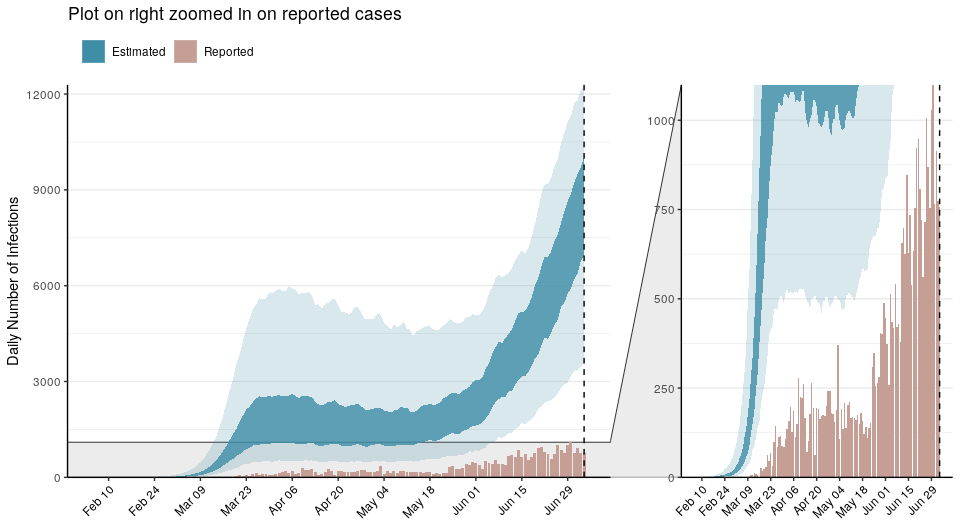 Plot on right zoomed in on reported cases
Estimated Reported
Daily Number of Infections
12000
9000
6000
3000
0
Feb 10 Feb 24 Mar 09 Mar 23 Apr 06 Apr 20 May 04 May 18 Jun 01 Jun 15 Jun 29
1000
750
500
250
0
Feb 10 Feb 24 Mar 09 Mar 23 Apr 06 Apr 20 May 04 May 18 Jun 01 Jun 15 Jun 29